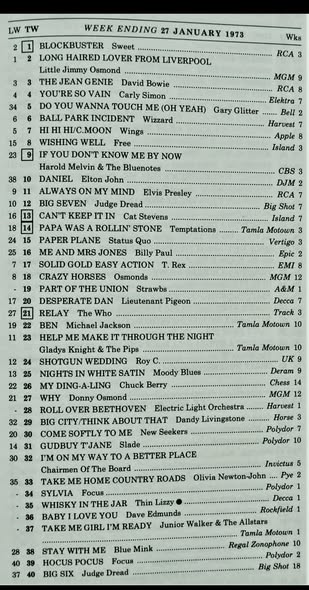 LW TW WEEK ENDING 27 JANUARY 1973 Wks
2 1 BLOCKBUSTER Sweet RCA 3
1 2 LONG HAIRED LOVER FROM LIVERPOOL
Little Jimmy Osmond MGM 9
3 3 THE JEAN GENIE David Bowie RCA 8
4 4 YOU'RE SO VAIN Carly Simon Elektra 7
34 5 DO YOU WANNA TOUCH ME (OH YEAH) Gary Glitter Bell 2
6 6 BALL PARK INCIDENT Wizzard Harvest 7
5 7 HI HI HI/C.MOON Wings Apple 8
15 8 WISHING WELL Free Island 3
23 9 IF YOU DON'T KNOW ME BY NOW
Harold Melvin & The Bluenotes CBS 3
38 10 DANIEL Elton John DJM 2
9 11 ALWAYS ON MY MIND Elvis Presley RCA 7
10 12 BIG SEVEN Judge Dread Big Shot 7
16 13 CAN'T KEEP IT IN Cat Stevens Island 7
18 14 PAPA WAS A ROLLIN' STONE Temptations Tamla Motown 3
24 15 PAPER PLANE Status Quo Vertigo 3
25 16 ME AND MRS JONES Billy Paul Epic 2
7 17 SOLID GOLD EASY ACTION T. Rex EMI 8
8 18 CRAZY HORSES Osmonds MGM 12
- 19 PART OF THE UNION Strawbs A&M 1
17 20 DESPERATE DAN Lieutenant Pigeon Decca 7
27 21 RELAY The Who Track 3
19 22 BEN Michael Jackson Tamla Motown 10
11 23 HELP ME MAKE IT THROUGH THE NIGHT
Gladys Knight & The Pips Tamla Motown 10
12 24 SHOTGUN WEDDING Roy C. UK 9
13 25 NIGHTS IN WHITE SATIN Moody Blues Deram 9
22 26 MY DING-A-LING Chuck Berry Chess 14
21 27 WHY Donny Osmond MGM 12
- 28 ROLL OVER BEETHOVEN Electric Light Orchestra Harvest 1
32 29 BIG CITY/THINK ABOUT THAT Dandy Livingstone Horse 3
20 30 COME SOFTLY TO ME New Seekers Polydor 7
14 31 GUDBUY T'JANE Slade Polydor 10
30 32 I'M ON MY WAY TO A BETTER PLACE
Chairmen Of The Board Invictus 5
35 33 TAKE ME HOME COUNTRY ROADS Olivia Newton-John Pye 2
- 34 SYLVIA Focus Polydor 1
- 35 WHISKY IN THE JAR Thin Lizzy ● Decca 1
- 36 BABY I LOVE YOU Dave Edmunds Rockfield 1
- 37 TAKE ME GIRL I'M READY Junior Walker & The Allstars
Tamla Motown 1
28 38 STAY WITH ME Blue Mink Regal Zonophone 10
40 39 HOCUS POCUS Focus Polydor 2
37 40 BIG SIX Judge Dread Big Shot 18